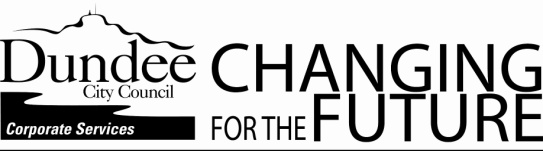 Dundee
City Council
Corporate Services
CHANGING
FOR THE FUTURE